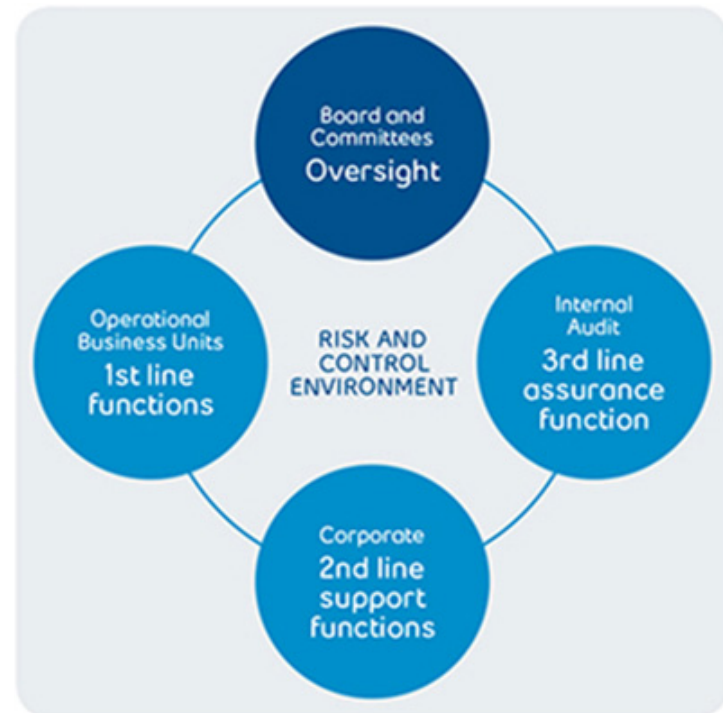 Board and
Committees
Oversight
Operational
Business Units
1st line
functions
RISK AND
CONTROL
ENVIRONMENT
Internal
Audit
3rd line
assurance
function
Corporate
2nd line
support
functions